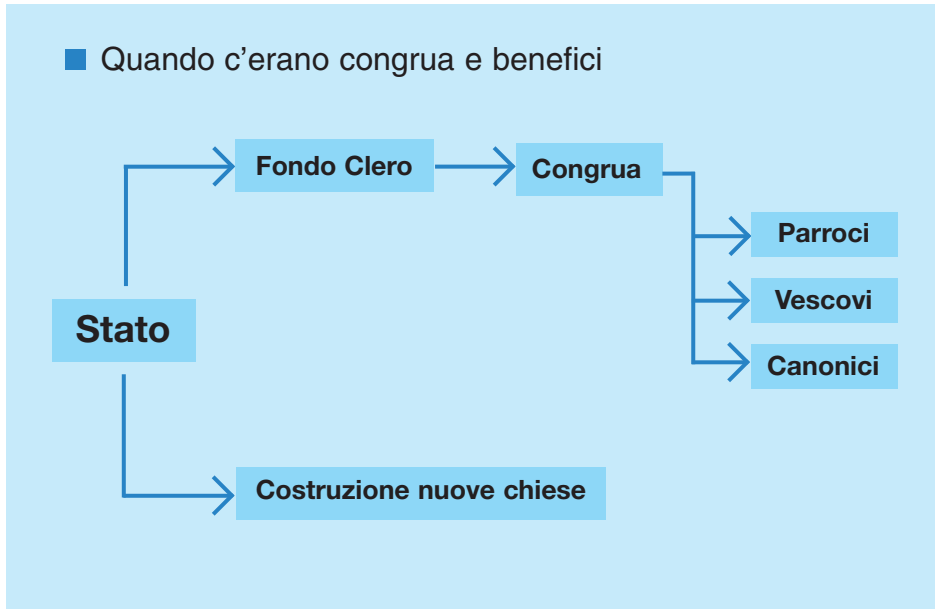 Quando c’erano congrua e benefici
Fondo Clero
Congrua
Parroci
Vescovi
Stato
Canonici
Costruzione nuove chiese